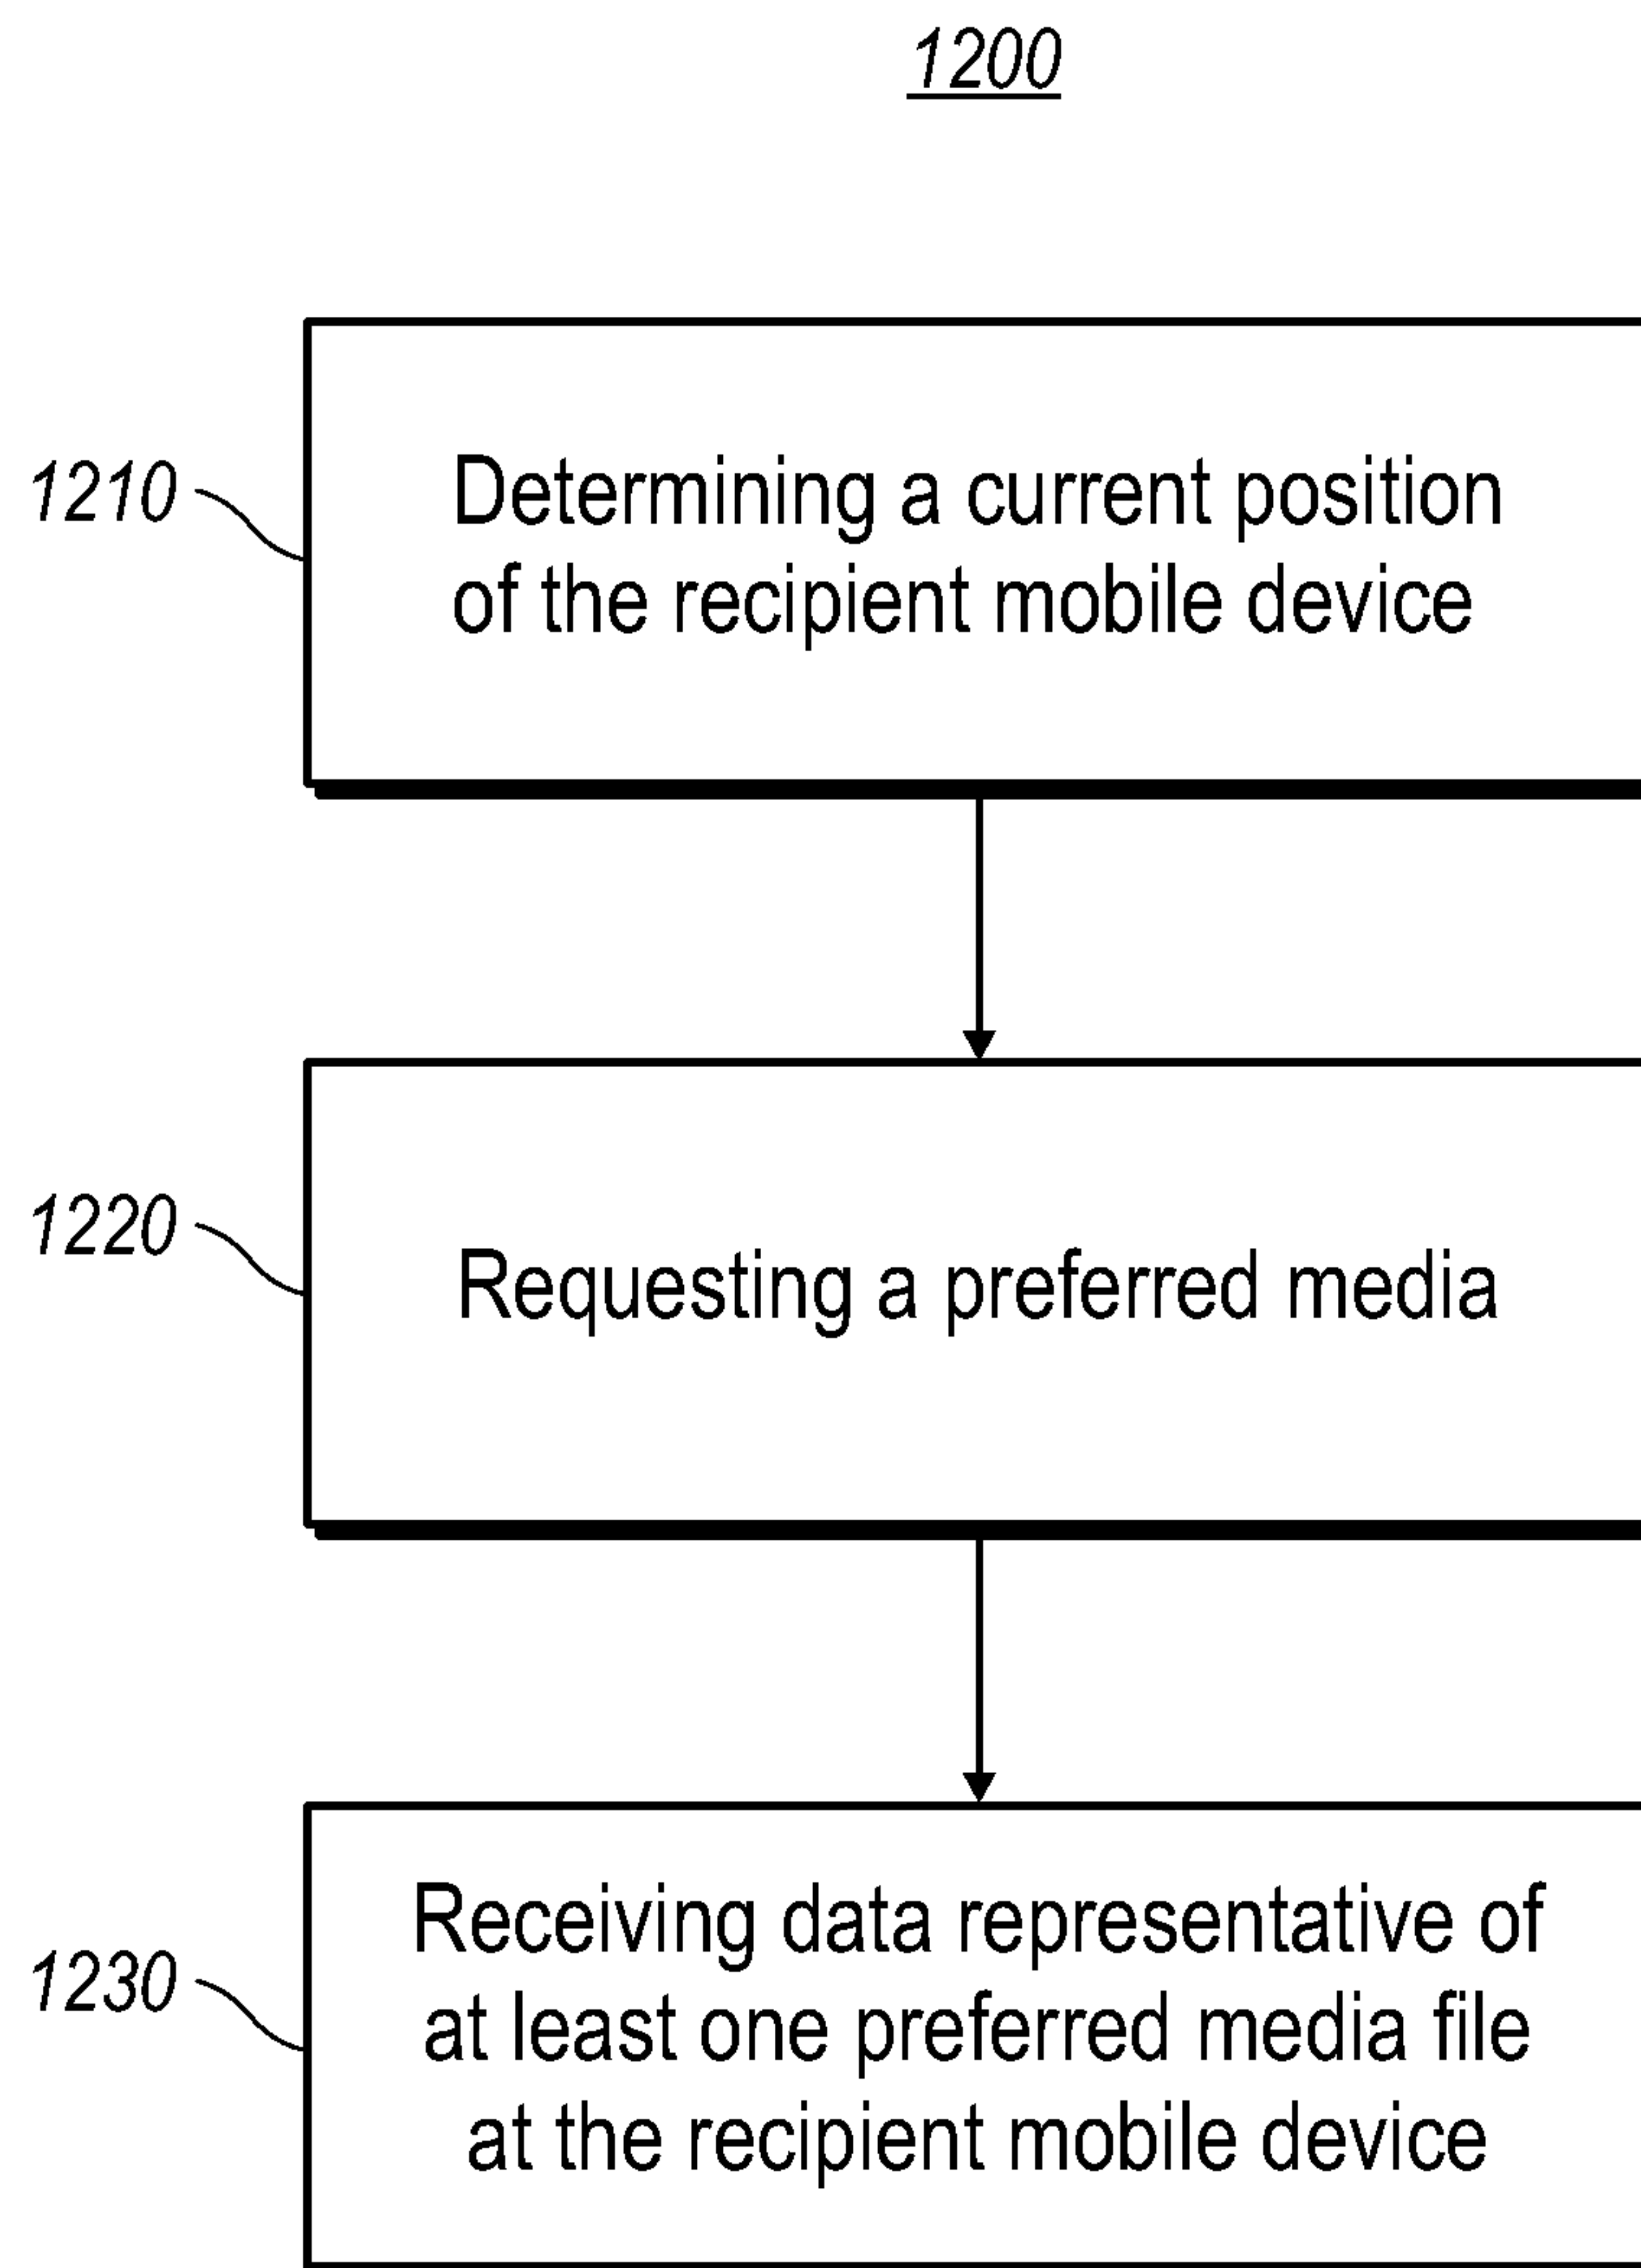 1200
1210
Determining a current position
of the recipient mobile device
1220
Requesting a preferred media
1230
Receiving data representative of
at least one preferred media file
at the recipient mobile device